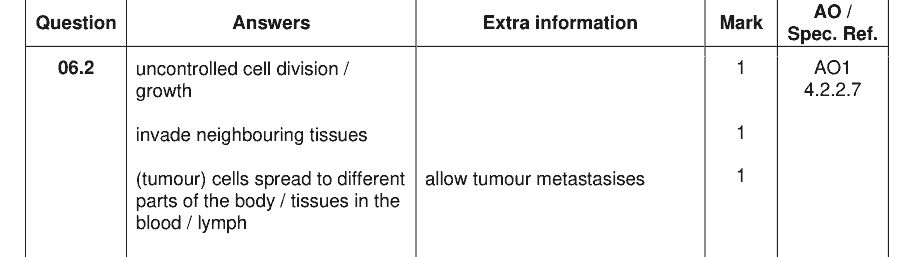 Question Answers Extra information Mark AO /
Spec. Ref.
06.2 uncontrolled cell division / 1 AO1
growth 4.2.2.7
invade neighbouring tissues 1
(tumour) cells spread to different allow tumour metastasises 1
parts of the body / tissues in the
blood / lymph